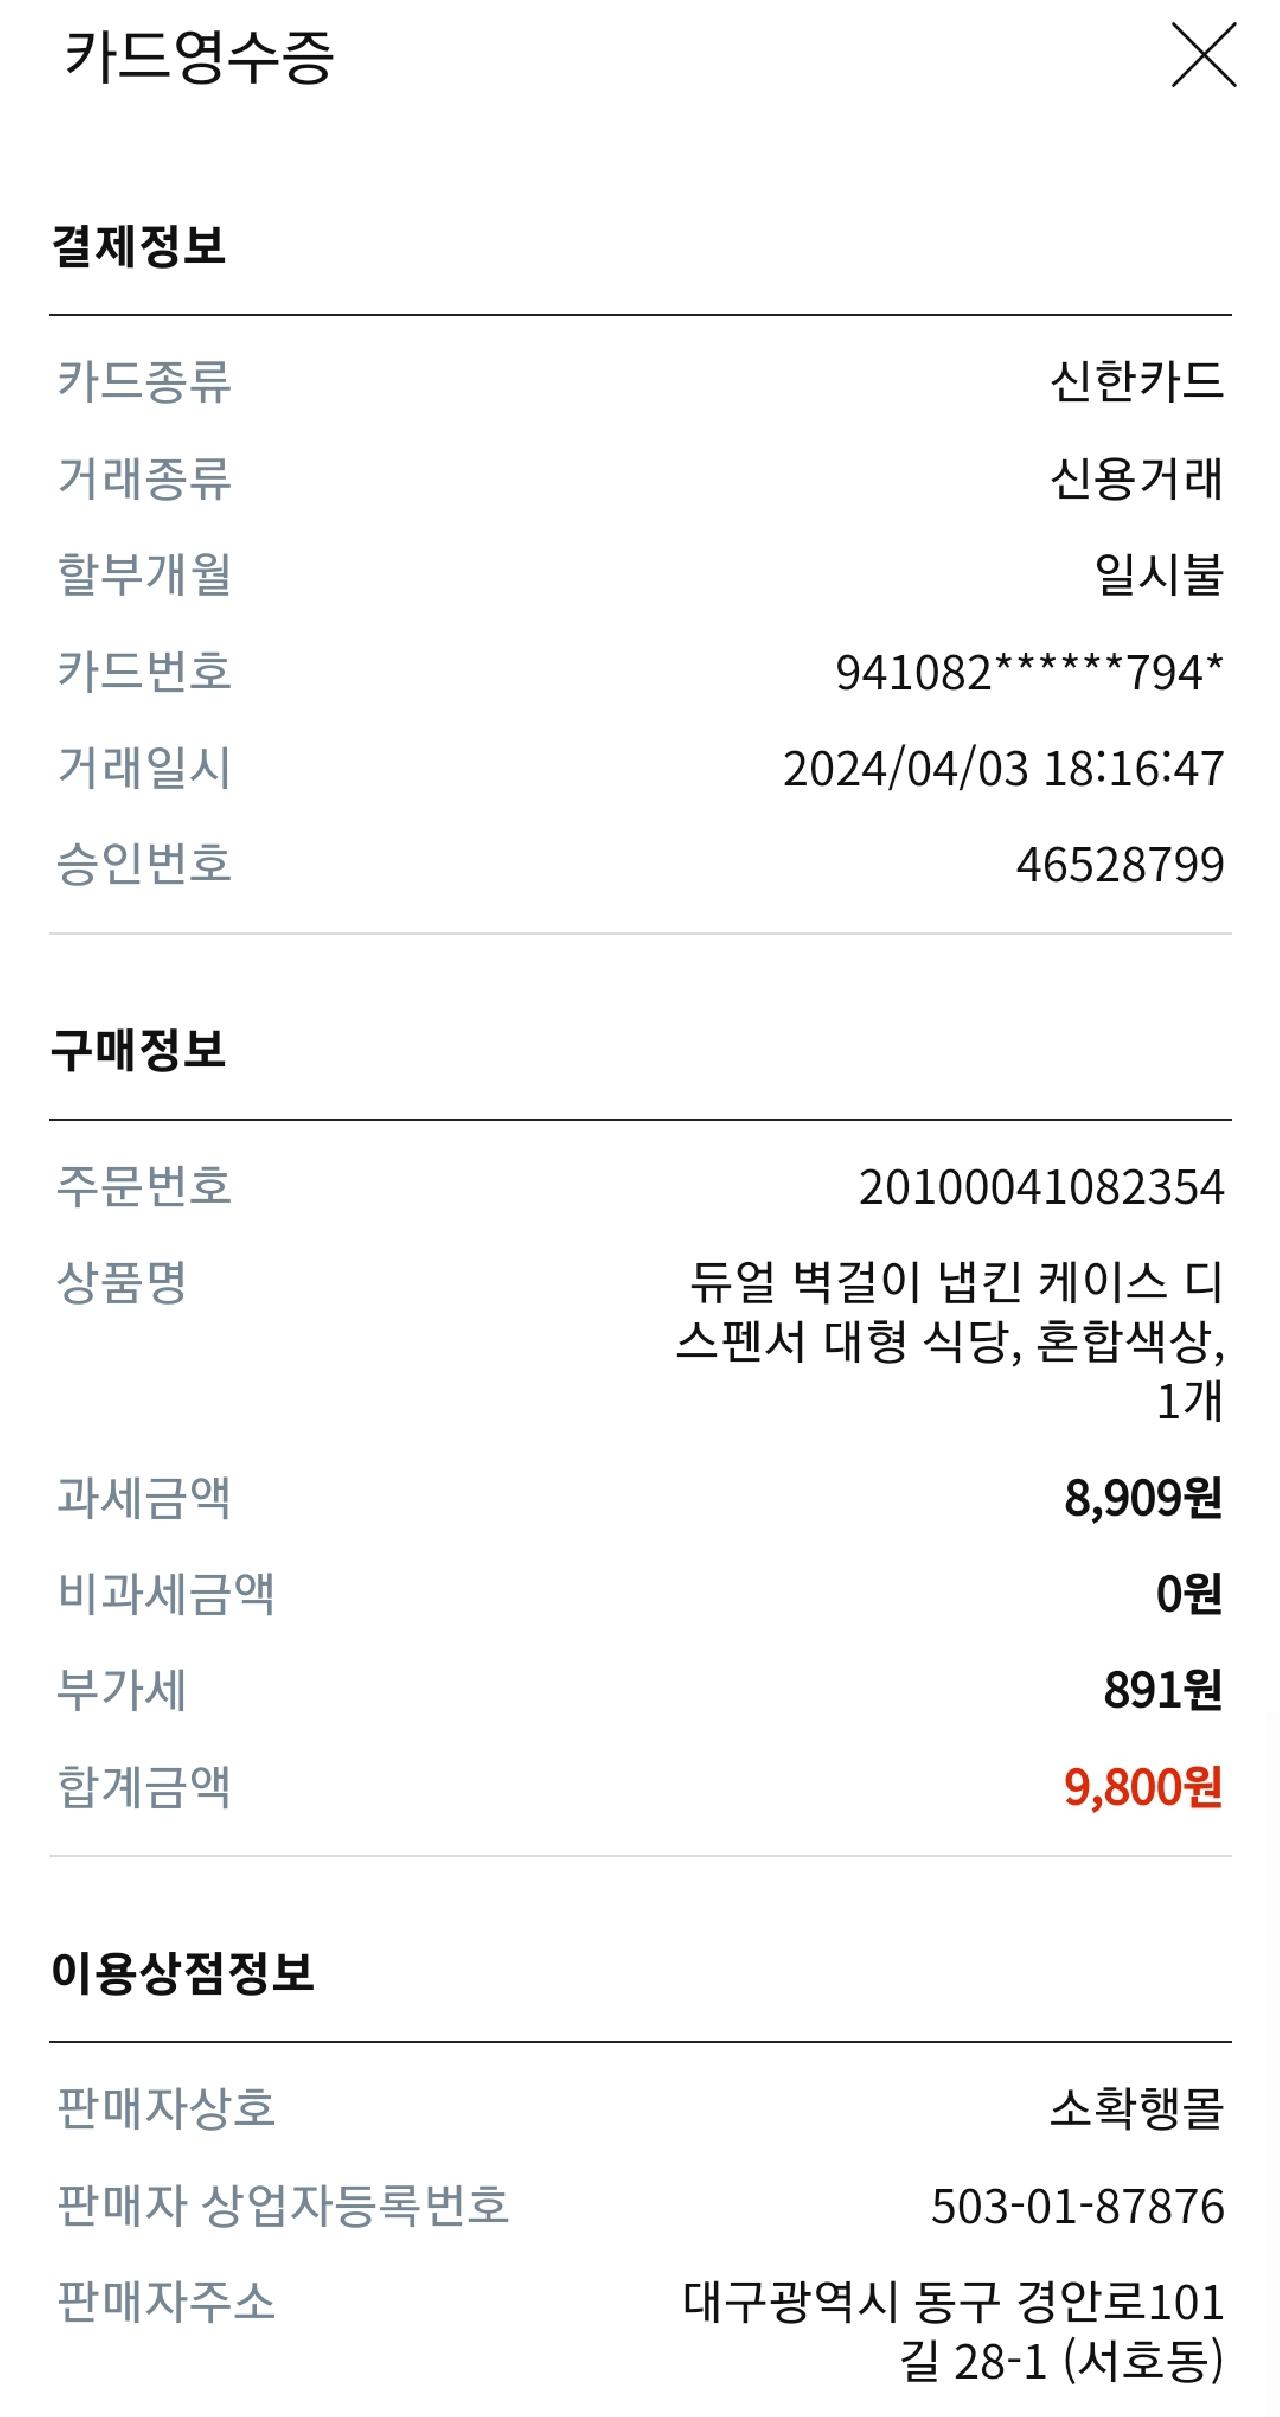 카드영수증
결제정보
카드종류 신한카드
거래종류 신용거래
할부개월 일시불
카드번호 941082******794*
거래일시 2024/04/03 18:16:47
승인번호 46528799
구매정보
주문번호 20100041082354
상품명 듀얼 벽걸이 냅킨 케이스 디
스펜서 대형 식당, 혼합색상,
1개
과세금액 8,909원
비과세금액 0원
부가세 891원
합계금액 9,800원
이용상점정보
판매자상호 소확행몰
판매자 상업자등록번호 503-01-87876
판매자주소 대구광역시 동구 경안로101
길 28-1 (서호동)